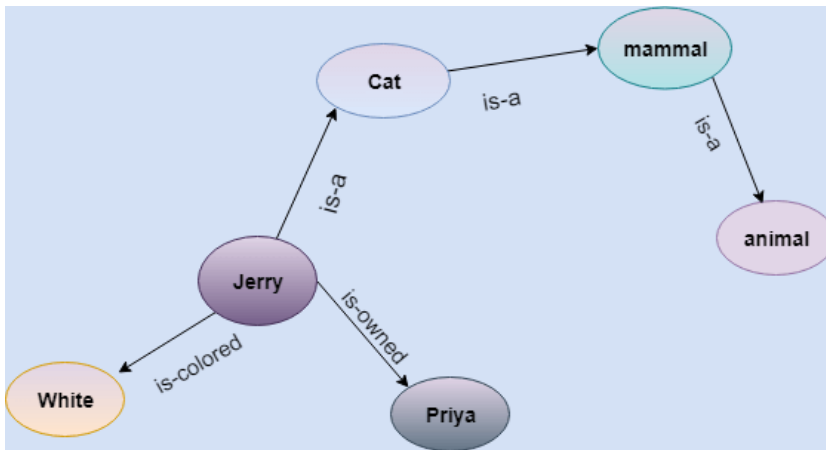 mammal
Cat
is-a
is-a
is-a
animal
Jerry
is-owned
is-colored
White
Priya